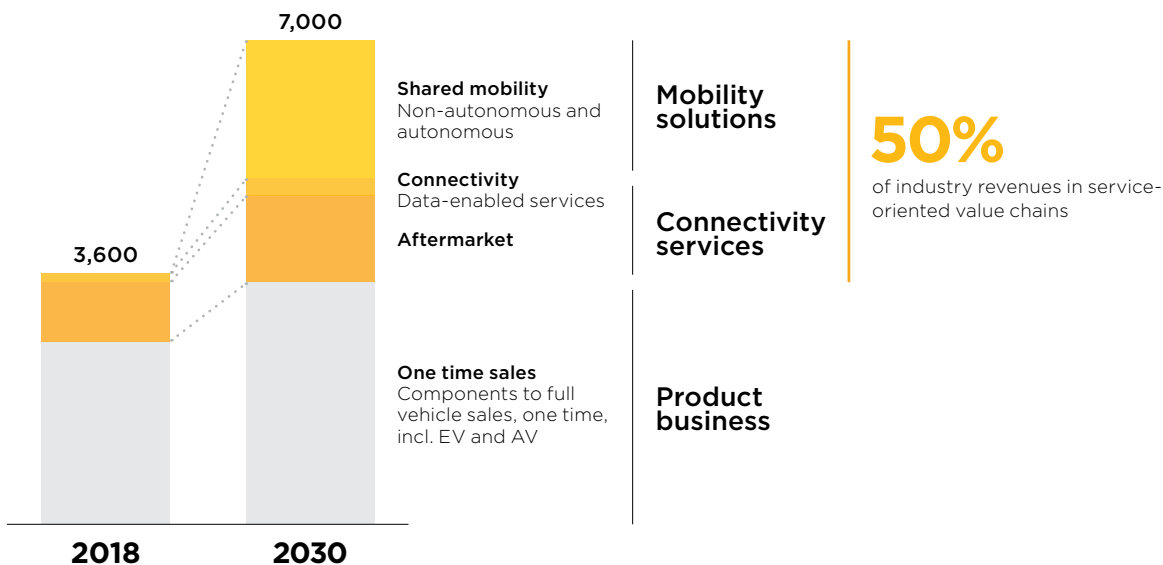 7,000
3,600
2018
2030
Shared mobility
Non-autonomous and
autonomous
Connectivity
Data-enabled services
Aftermarket
One time sales
Components to full
vehicle sales, one time,
incl. EV and AV
Mobility
solutions
Connectivity
services
Product
business
50%
of industry revenues in service-
oriented value chains